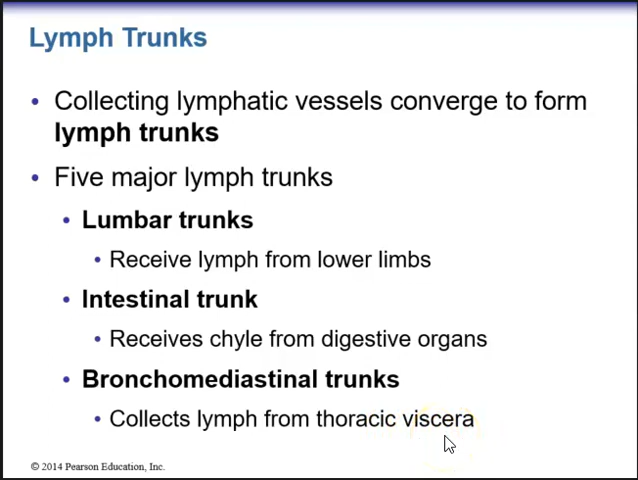 Lymph Trunks
• Collecting lymphatic vessels converge to form
lymph trunks
• Five major lymph trunks
• Lumbar trunks
• Receive lymph from lower limbs
• Intestinal trunk
• Receives chyle from digestive organs
• Bronchomediastinal trunks
• Collects lymph from thoracic viscera
© 2014 Pearson Education, Inc.